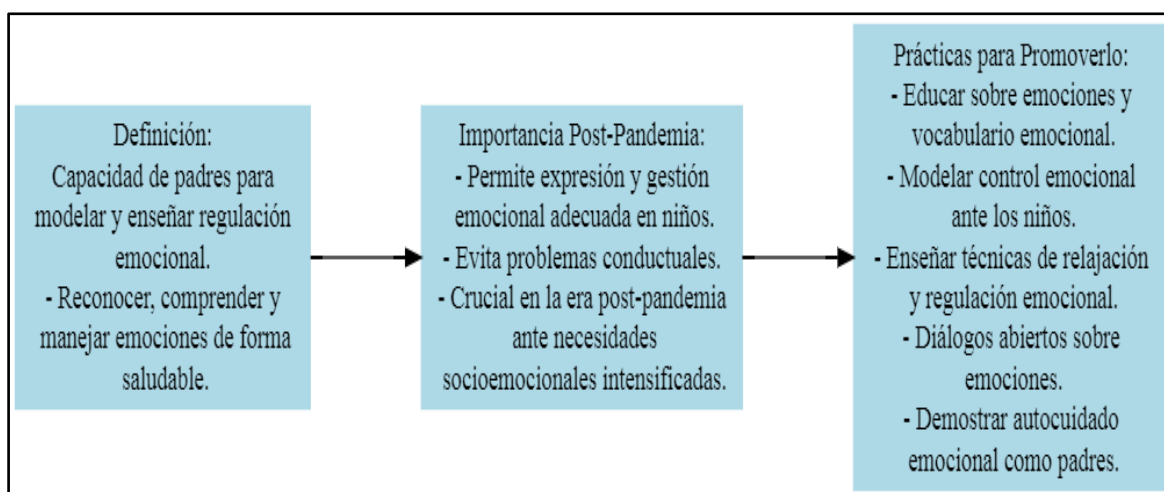 Definición:
Capacidad de padres para
modelar y enseñar regulación
emocional.
- Reconocer, comprender y
manejar emociones de forma
saludable.
Importancia Post-Pandemia:
- Permite expresión y gestión
emocional adecuada en niños.
- Evita problemas conductuales.
- Crucial en la era post-pandemia
ante necesidades
socioemocionales intensificadas.
Prácticas para Promoverlo:
- Educar sobre emociones y
vocabulario emocional.
- Modelar control emocional
ante los niños.
- Enseñar técnicas de relajación
y regulación emocional.
- Diálogos abiertos sobre
emociones.
- Demostrar autocuidado
emocional como padres.